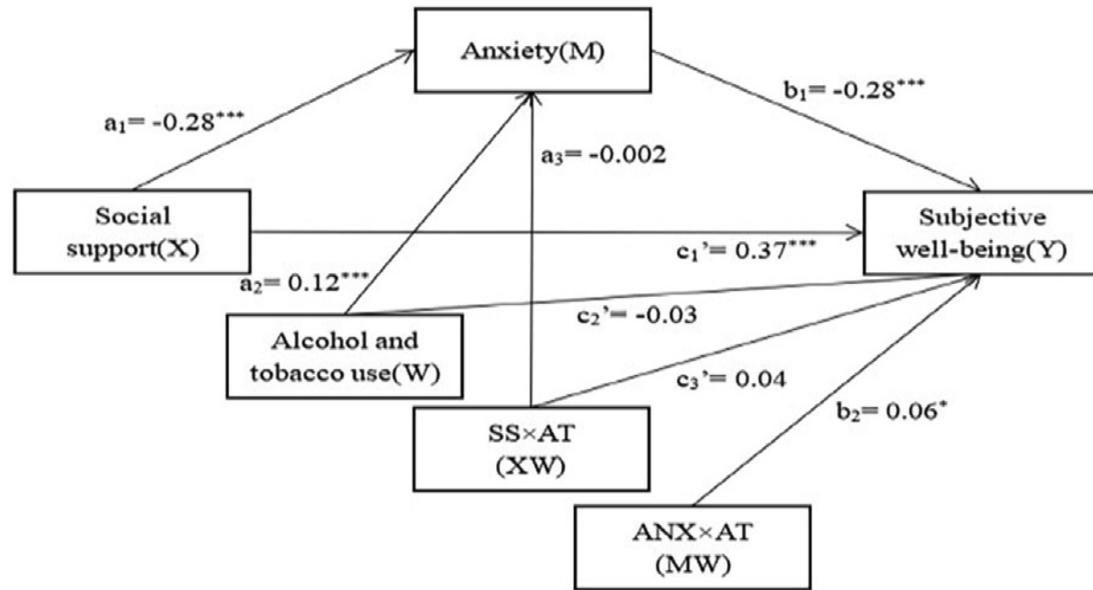 Anxiety(M)
a₁= -0.28***
b₁= -0.28***
a₃= -0.002
Social
support(X)
Subjective
well-being(Y)
c₁’= 0.37***
a₂= 0.12***
c₂’= -0.03
Alcohol and
tobacco use(W)
c₃’= 0.04
b₂= 0.06*
SS×AT
(XW)
ANX×AT
(MW)